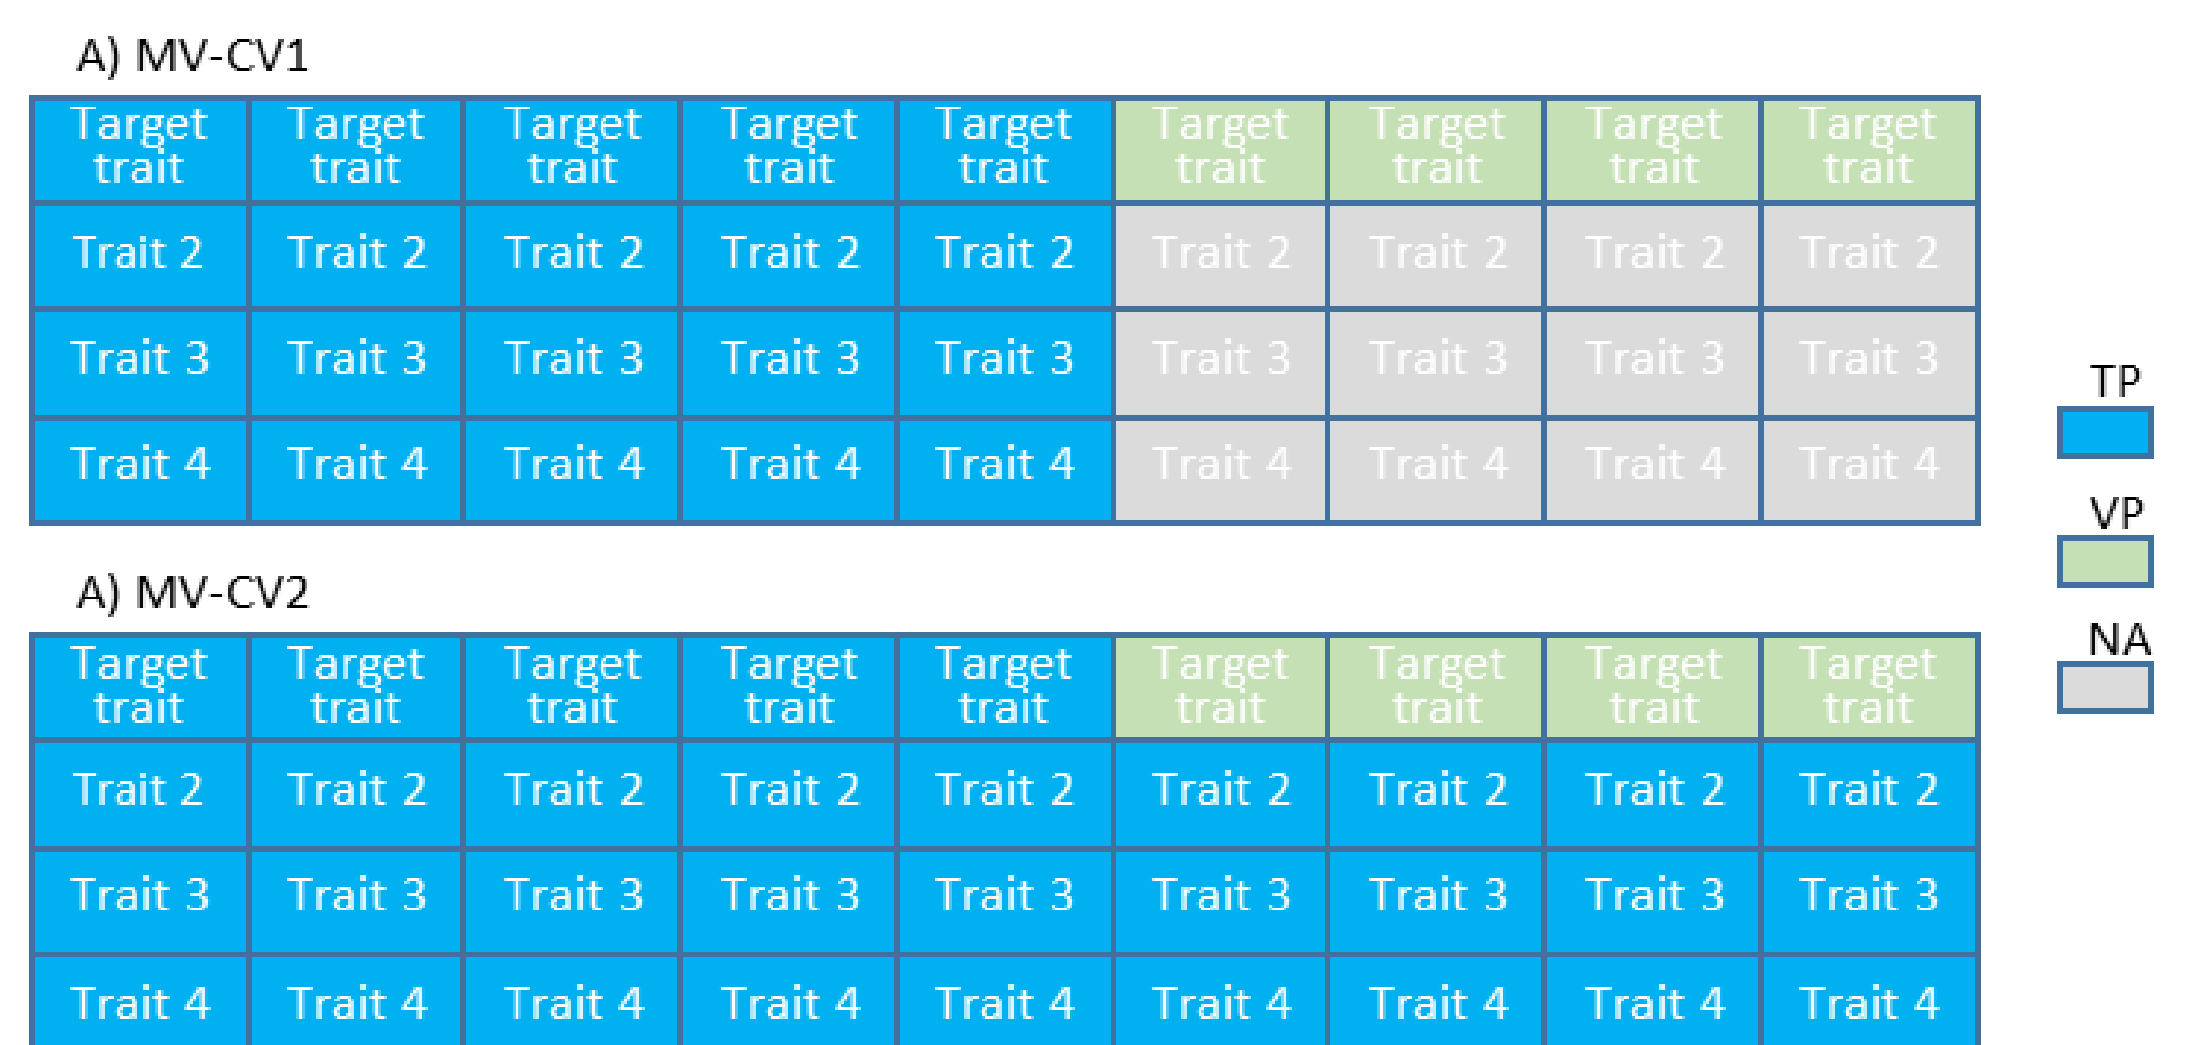 A) MV-CV1
Target Target Target Target Target Target Target Target Target
trait trait trait trait trait trait trait trait trait
Trait 2 Trait 2 Trait 2 Trait 2 Trait 2 Trait 2 Trait 2 Trait 2 Trait 2
Trait 3 Trait 3 Trait 3 Trait 3 Trait 3 Trait 3 Trait 3 Trait 3 Trait 3
Trait 4 Trait 4 Trait 4 Trait 4 Trait 4 Trait 4 Trait 4 Trait 4 Trait 4
A) MV-CV2
Target Target Target Target Target Target Target Target Target
trait trait trait trait trait trait trait trait trait
Trait 2 Trait 2 Trait 2 Trait 2 Trait 2 Trait 2 Trait 2 Trait 2 Trait 2
Trait 3 Trait 3 Trait 3 Trait 3 Trait 3 Trait 3 Trait 3 Trait 3 Trait 3
Trait 4 Trait 4 Trait 4 Trait 4 Trait 4 Trait 4 Trait 4 Trait 4 Trait 4
TP
VP
NA